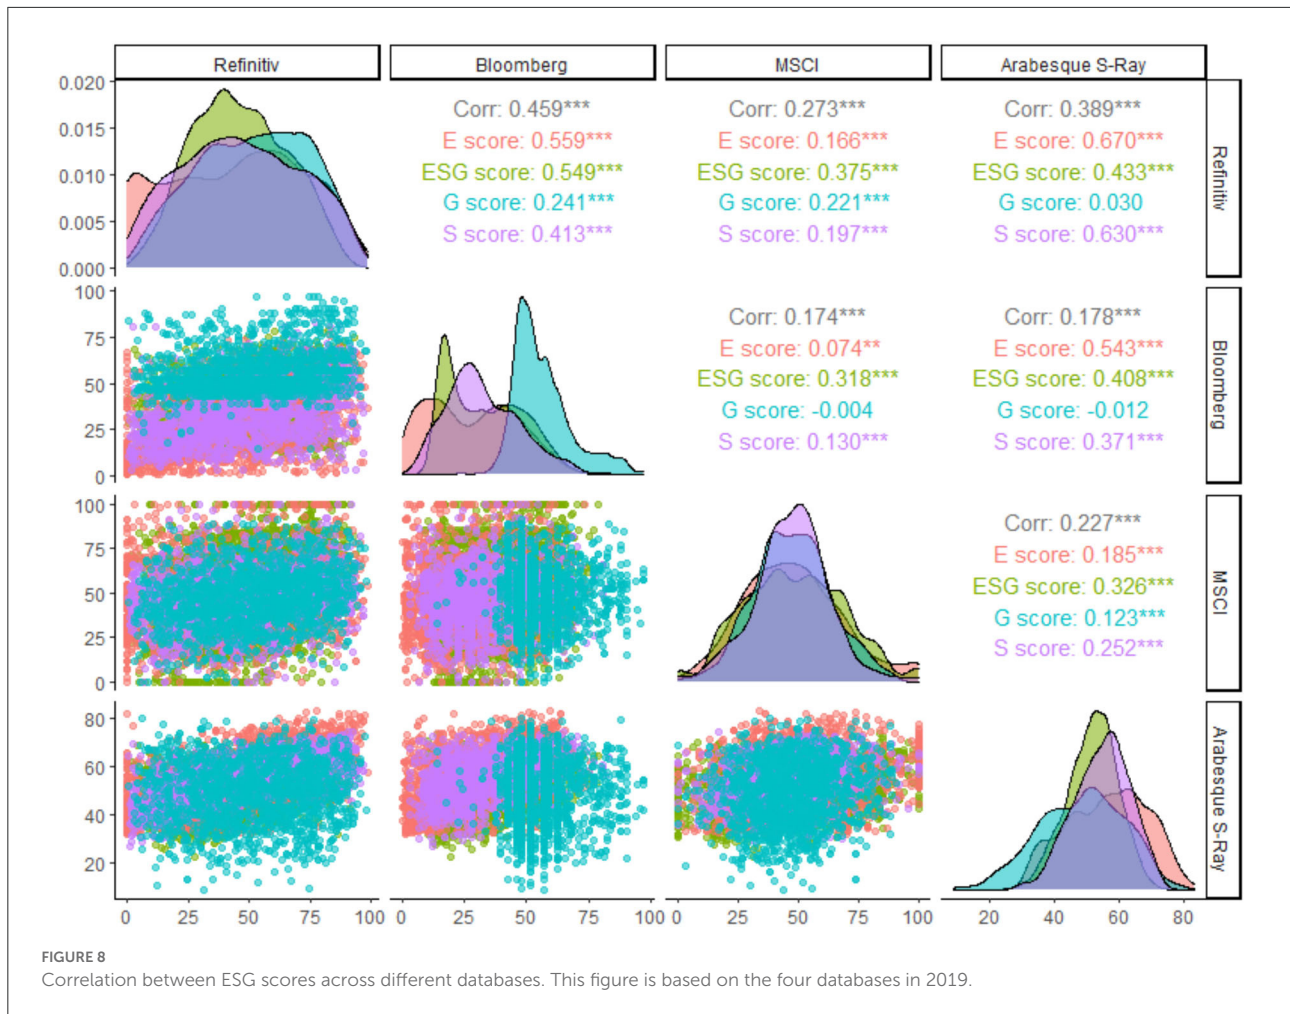 Refinitiv Bloomberg MSCI Arabesque S-Ray
0.020
0.015
0.010
0.005
0.000
Corr: 0.459***
E score: 0.559***
ESG score: 0.549***
G score: 0.241***
S score: 0.413***
Corr: 0.273***
E score: 0.166***
ESG score: 0.375***
G score: 0.221***
S score: 0.197***
Corr: 0.389***
E score: 0.670***
ESG score: 0.433***
G score: 0.030
S score: 0.630***
Refinitiv
100
75
50
25
0
Corr: 0.174***
E score: 0.074**
ESG score: 0.318***
G score: -0.004
S score: 0.130***
Corr: 0.178***
E score: 0.543***
ESG score: 0.408***
G score: -0.012
S score: 0.371***
Bloomberg
100
75
50
25
0
Corr: 0.227***
E score: 0.185***
ESG score: 0.326***
G score: 0.123***
S score: 0.252***
MSCI
80
60
40
20
Arabesque S-Ray
0 25 50 75 100 0 25 50 75 100 0 25 50 75 100 20 40 60 80
FIGURE 8
Correlation between ESG scores across different databases. This figure is based on the four databases in 2019.